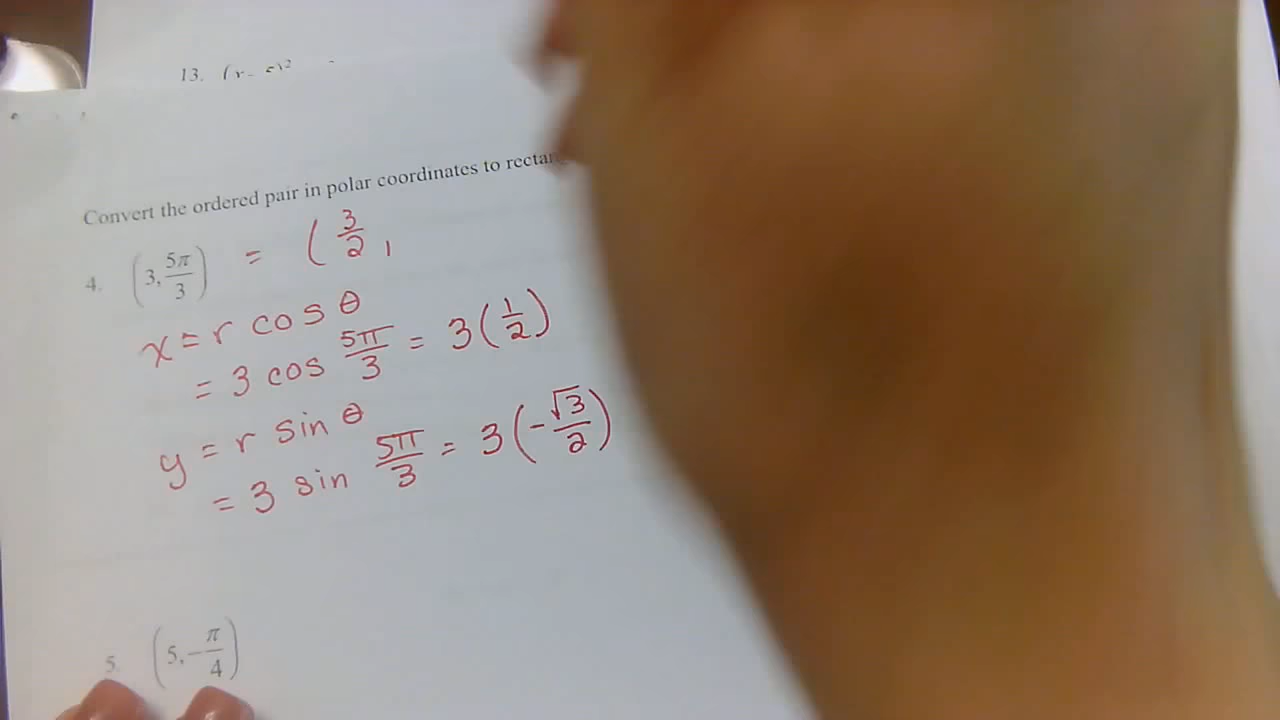 13. (r-
Convert the ordered pair in polar coordinates to
4. (3, 5π/3) = ( 3/2 ,
x = r cos θ
= 3 cos 5π/3 = 3(1/2)
y = r sin θ
= 3 sin 5π/3 = 3(-√3/2)
5. (5, -π/4)